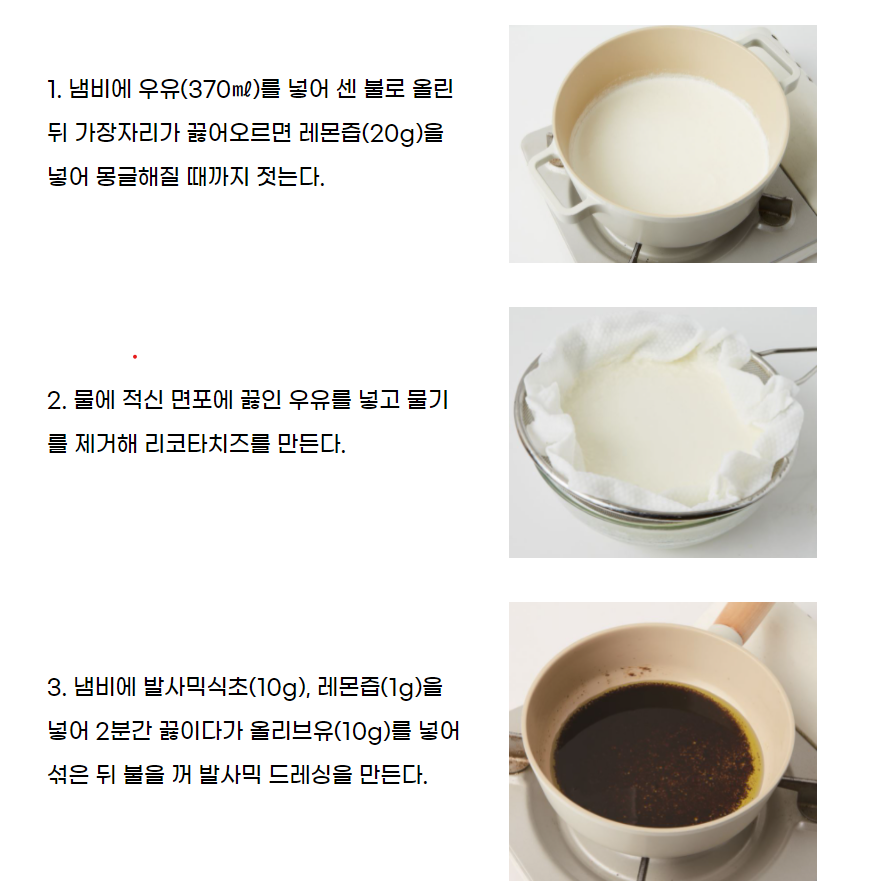 1. 냄비에 우유(370㎖)를 넣어 센 불로 올린
뒤 가장자리가 끓어오르면 레몬즙(20g)을
넣어 몽글해질 때까지 젓는다.
2. 물에 적신 면포에 끓인 우유를 넣고 물기
를 제거해 리코타치즈를 만든다.
3. 냄비에 발사믹식초(10g), 레몬즙(1g)을
넣어 2분간 끓이다가 올리브유(10g)를 넣어
섞은 뒤 불을 꺼 발사믹 드레싱을 만든다.